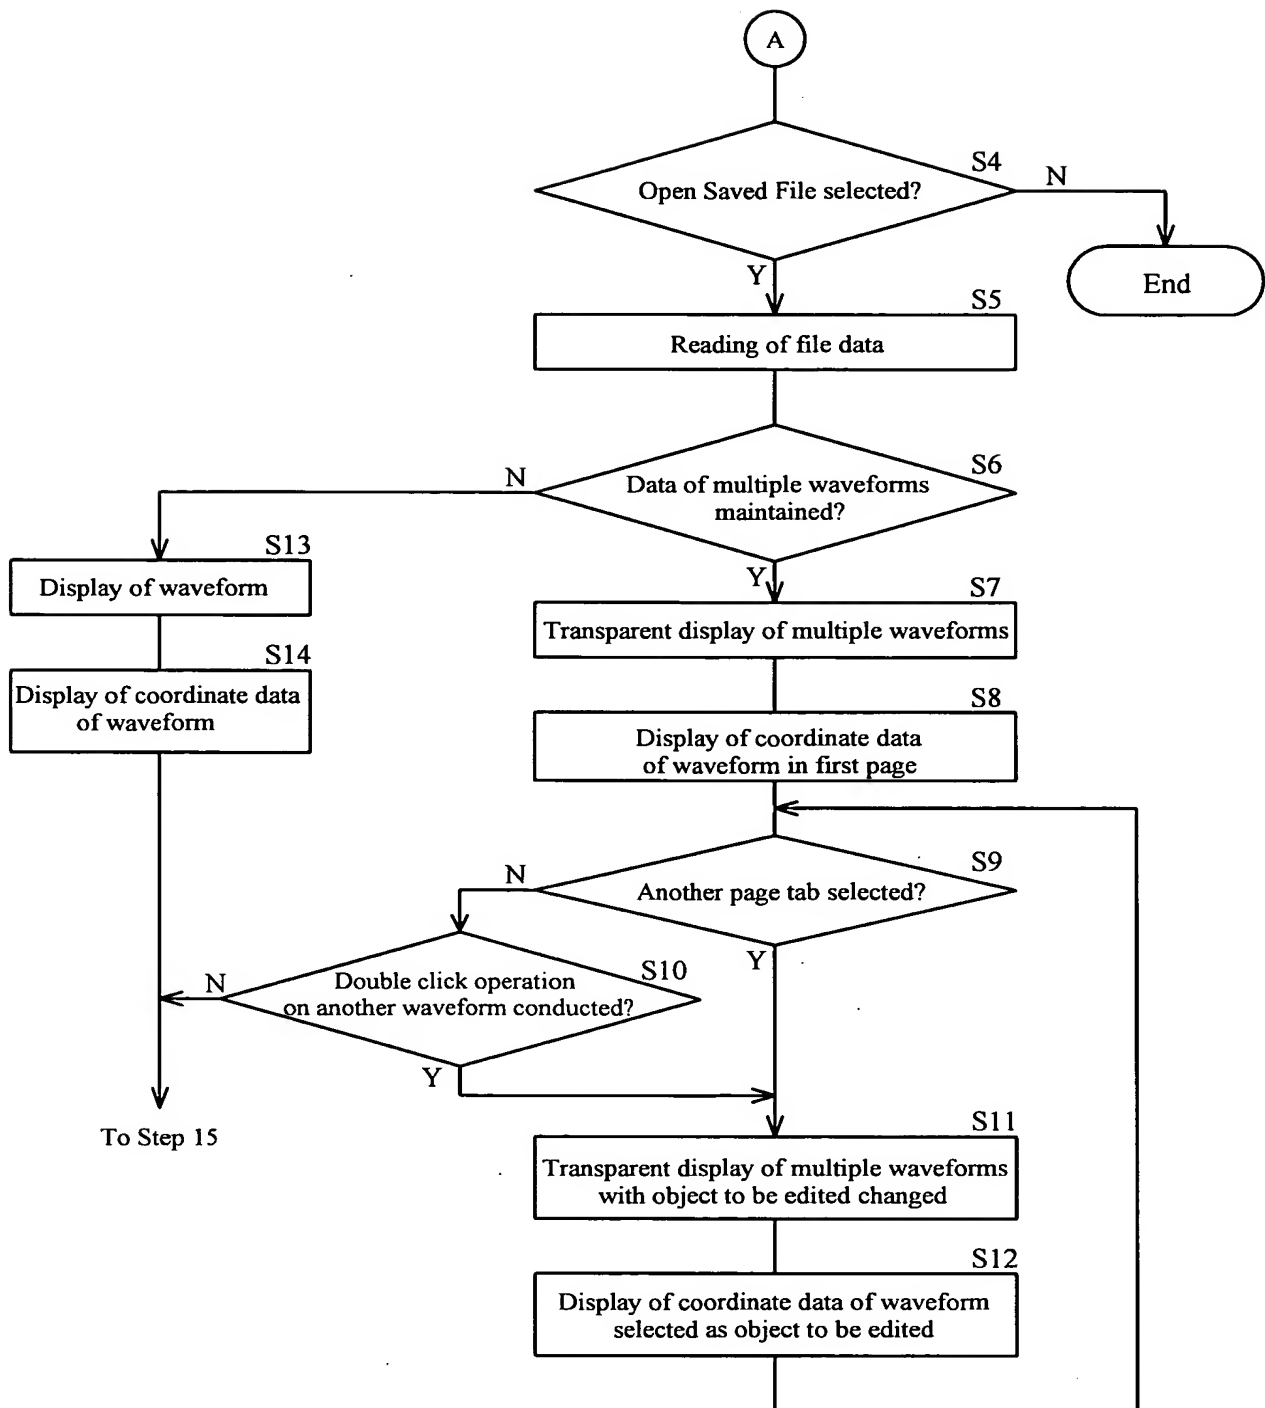 A
S4
N
Open Saved File selected?
End
Y
S5
Reading of file data
S6
N
Data of multiple waveforms
maintained?
S13
Display of waveform
Y
S7
Transparent display of multiple waveforms
S14
Display of coordinate data
of waveform
S8
Display of coordinate data
of waveform in first page
S9
N
Another page tab selected?
Y
S10
N
Double click operation
on another waveform conducted?
Y
To Step 15
S11
Transparent display of multiple waveforms
with object to be edited changed
S12
Display of coordinate data of waveform
selected as object to be edited